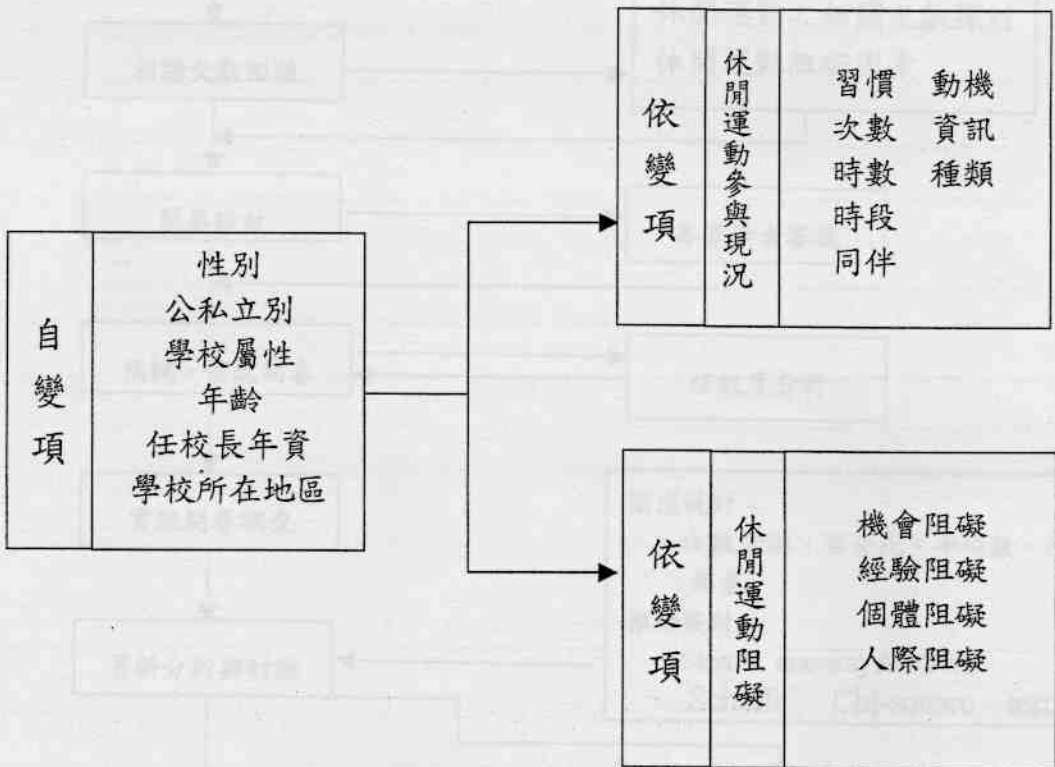 自變項
性別
公私立別
學校屬性
年齡
任校長年資
學校所在地區
依變項
休閒運動參與現況
習慣 動機
次數 資訊
時數 種類
時段
同伴
依變項
休閒運動阻礙
機會阻礙
經驗阻礙
個體阻礙
人際阻礙